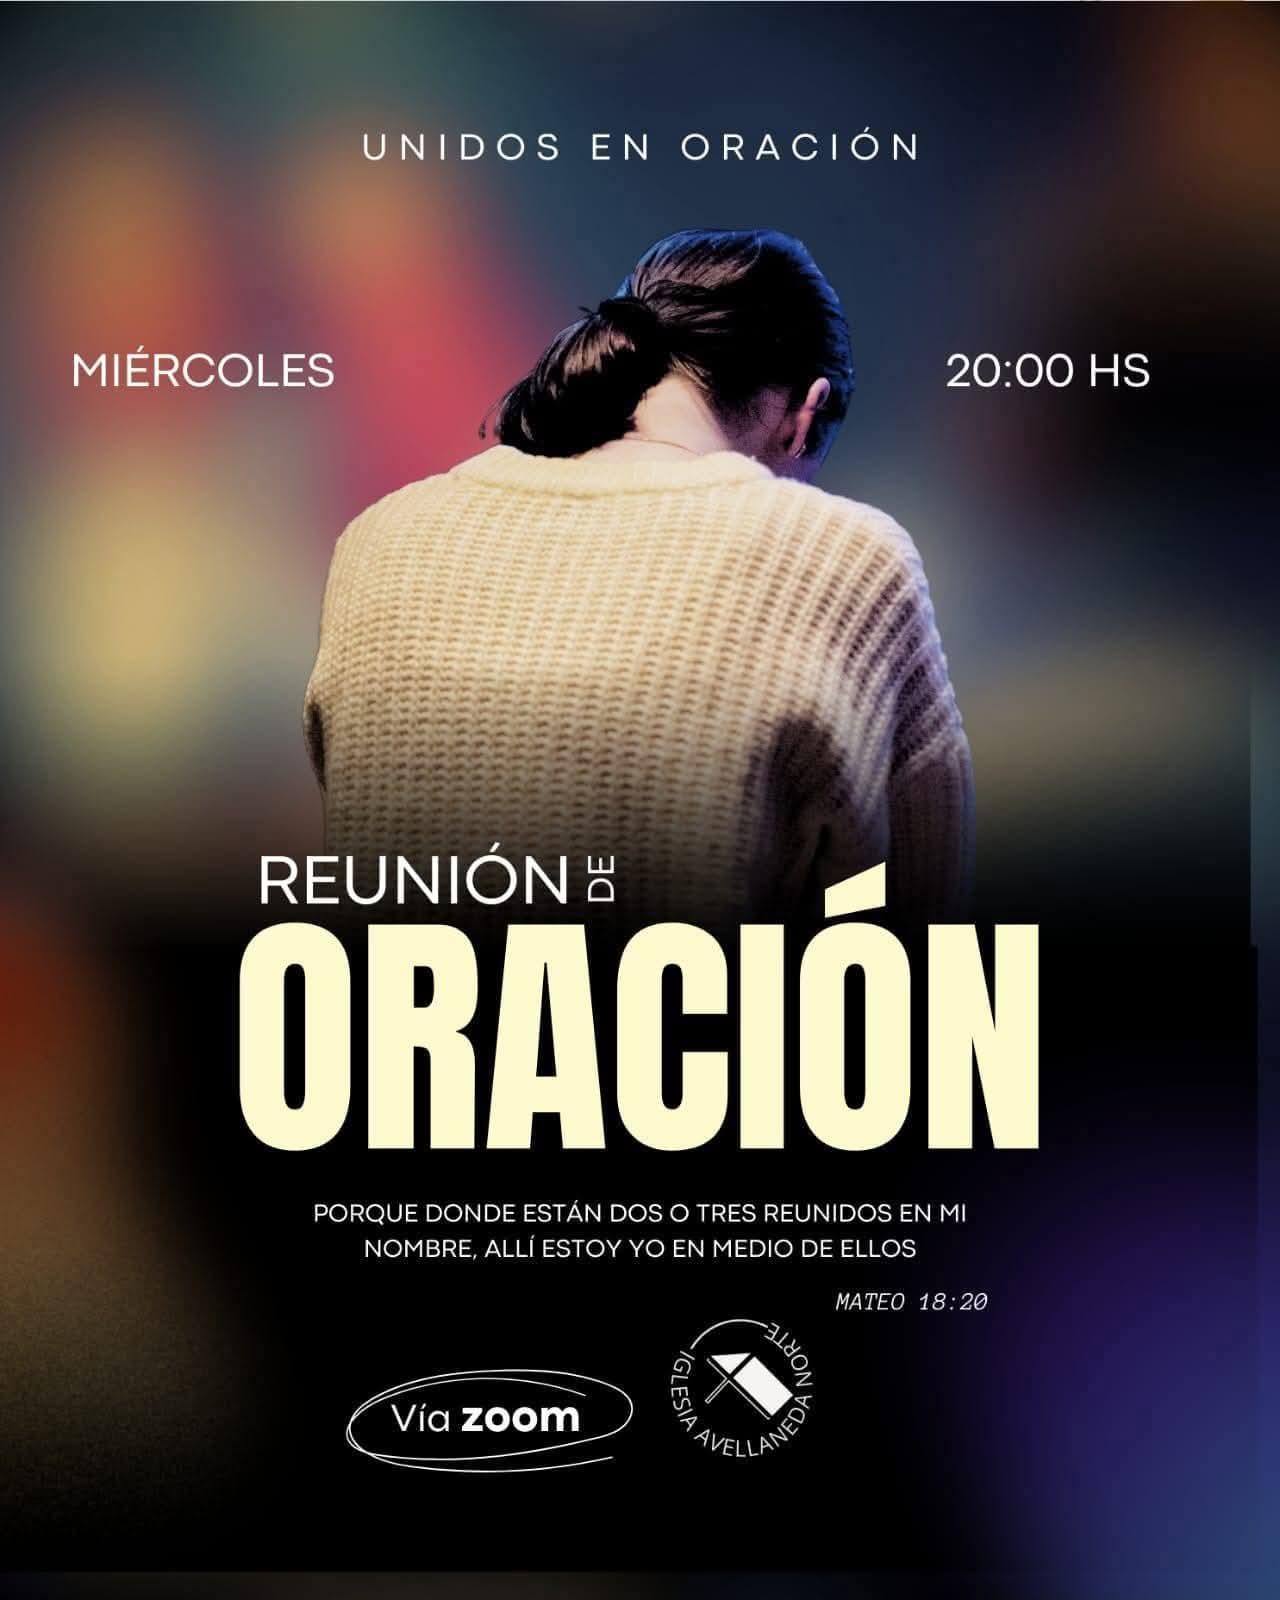 UNIDOS EN ORACIÓN
MIÉRCOLES
20:00 HS
REUNIÓN DE
ORACIÓN
PORQUE DONDE ESTÁN DOS O TRES REUNIDOS EN MI
NOMBRE, ALLÍ ESTOY YO EN MEDIO DE ELLOS
MATEO 18:20
Vía zoom
IGLESIA AVELLANEDA NORTE